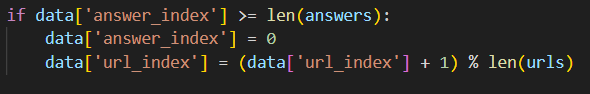 if data['answer_index'] >= len(answers):
    data['answer_index'] = 0
    data['url_index'] = (data['url_index'] + 1) % len(urls)